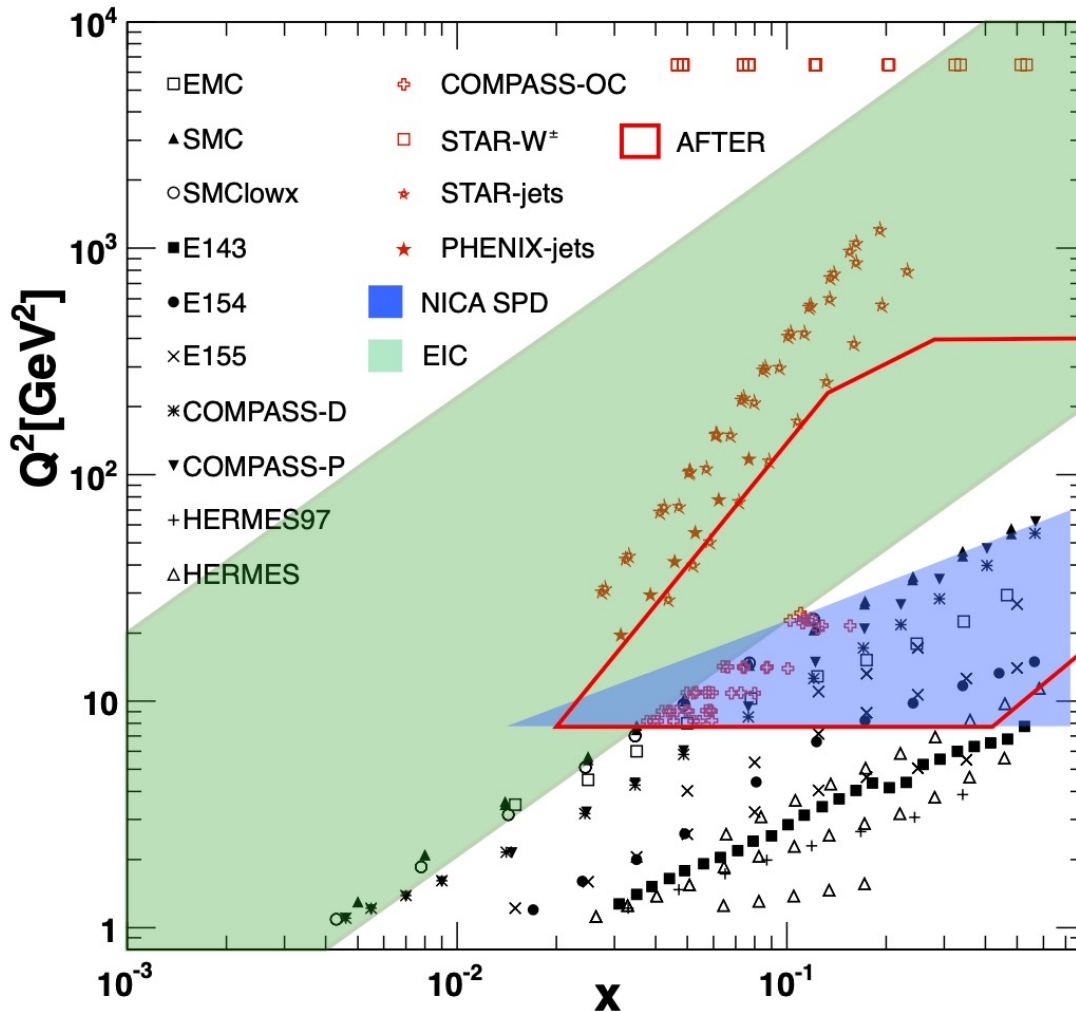 10⁴
10³
10²
10
1
Q²[GeV²]
EMC
SMC
SMClowx
E143
E154
E155
COMPASS-D
COMPASS-P
HERMES97
HERMES
COMPASS-OC
STAR-W±
STAR-jets
PHENIX-jets
NICA SPD
EIC
AFTER
10⁻³
10⁻²
10⁻¹
X